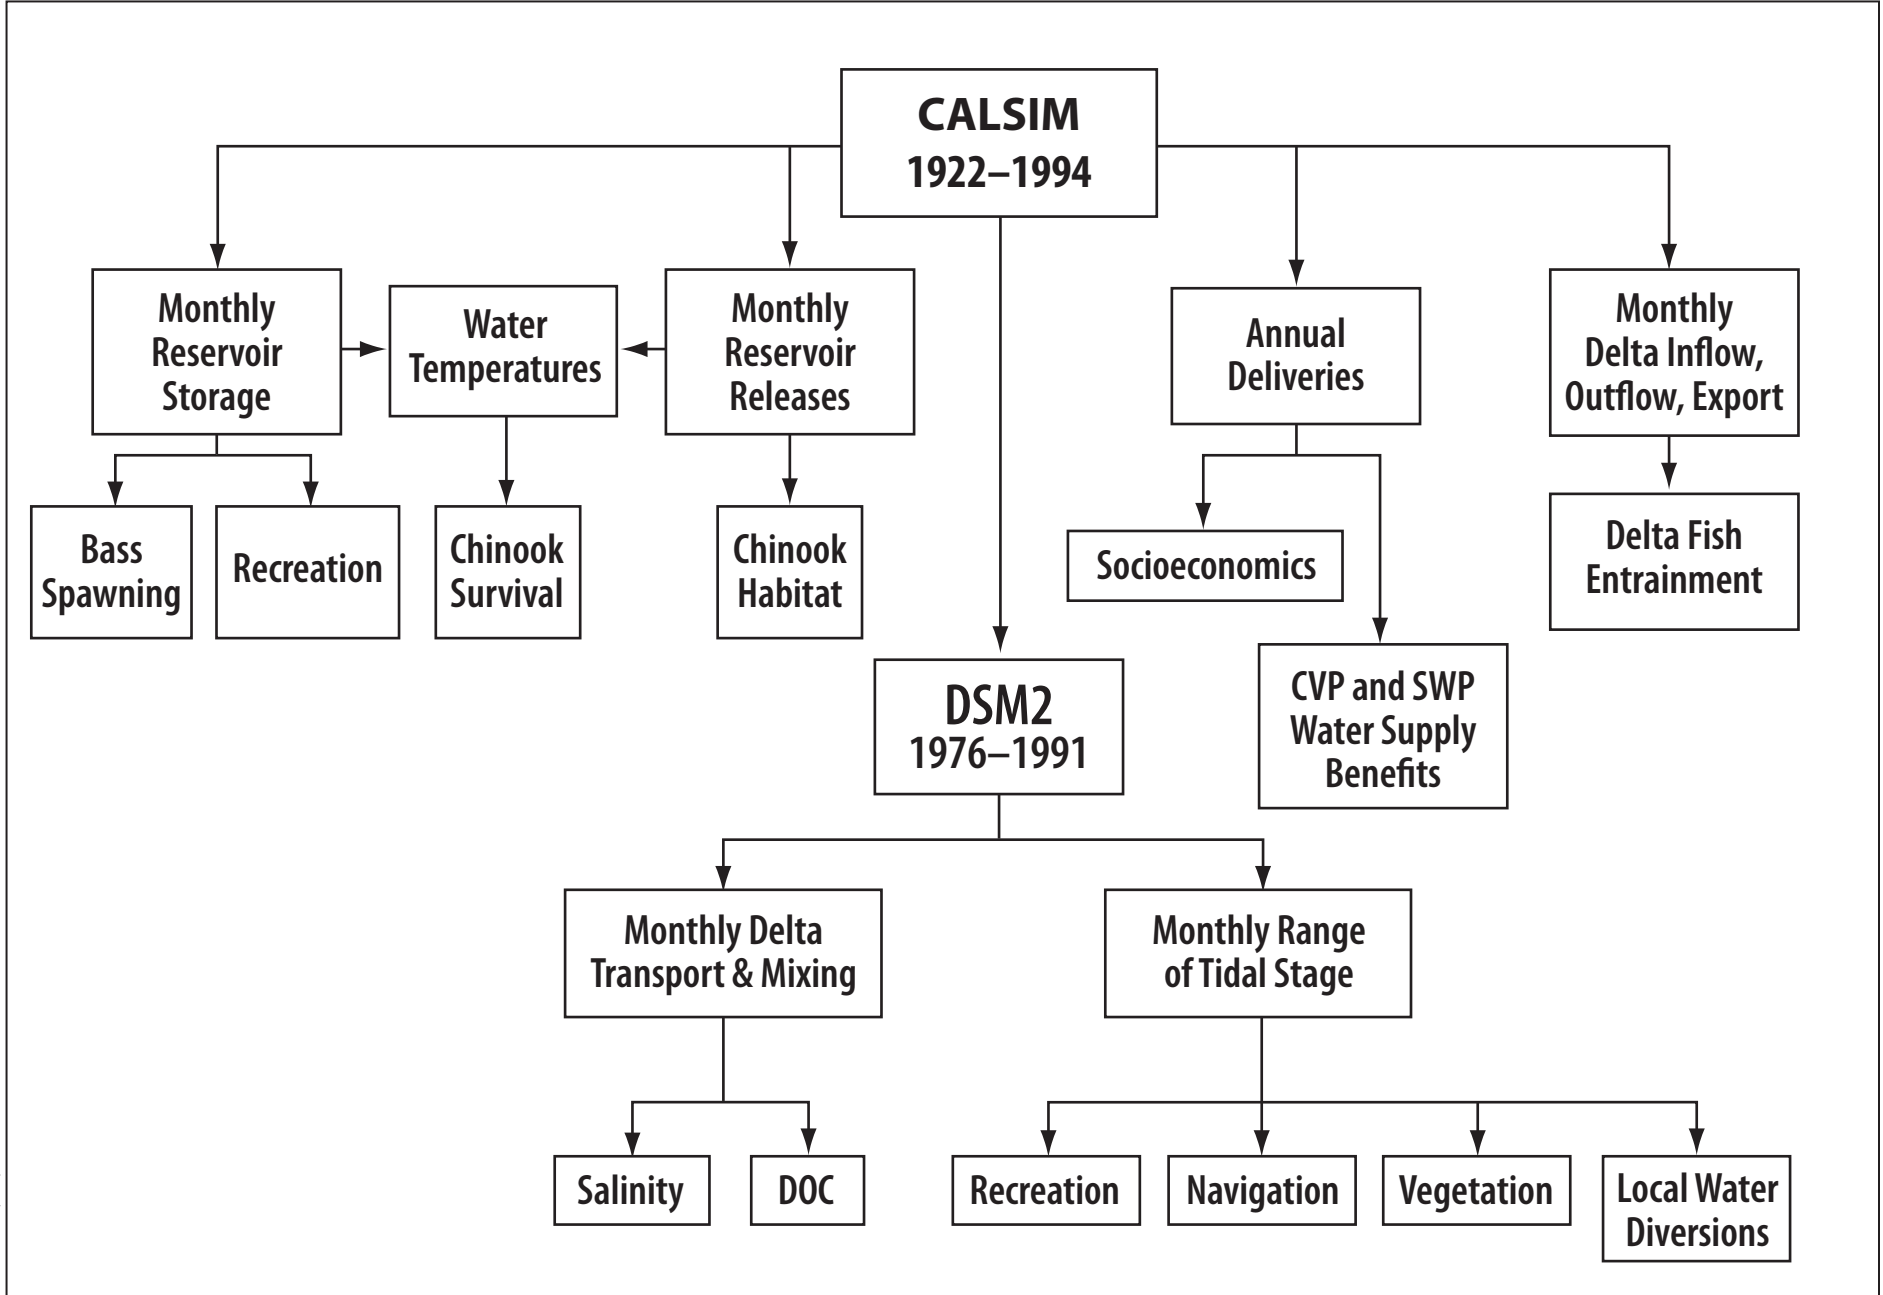 CALSIM
1922–1994
Monthly
Reservoir
Storage
Water
Temperatures
Monthly
Reservoir
Releases
Annual
Deliveries
Monthly
Delta Inflow,
Outflow, Export
Bass
Spawning
Recreation
Chinook
Survival
Chinook
Habitat
Socioeconomics
Delta Fish
Entrainment
DSM2
1976–1991
CVP and SWP
Water Supply
Benefits
Monthly Delta
Transport & Mixing
Monthly Range
of Tidal Stage
Salinity
DOC
Recreation
Navigation
Vegetation
Local Water
Diversions